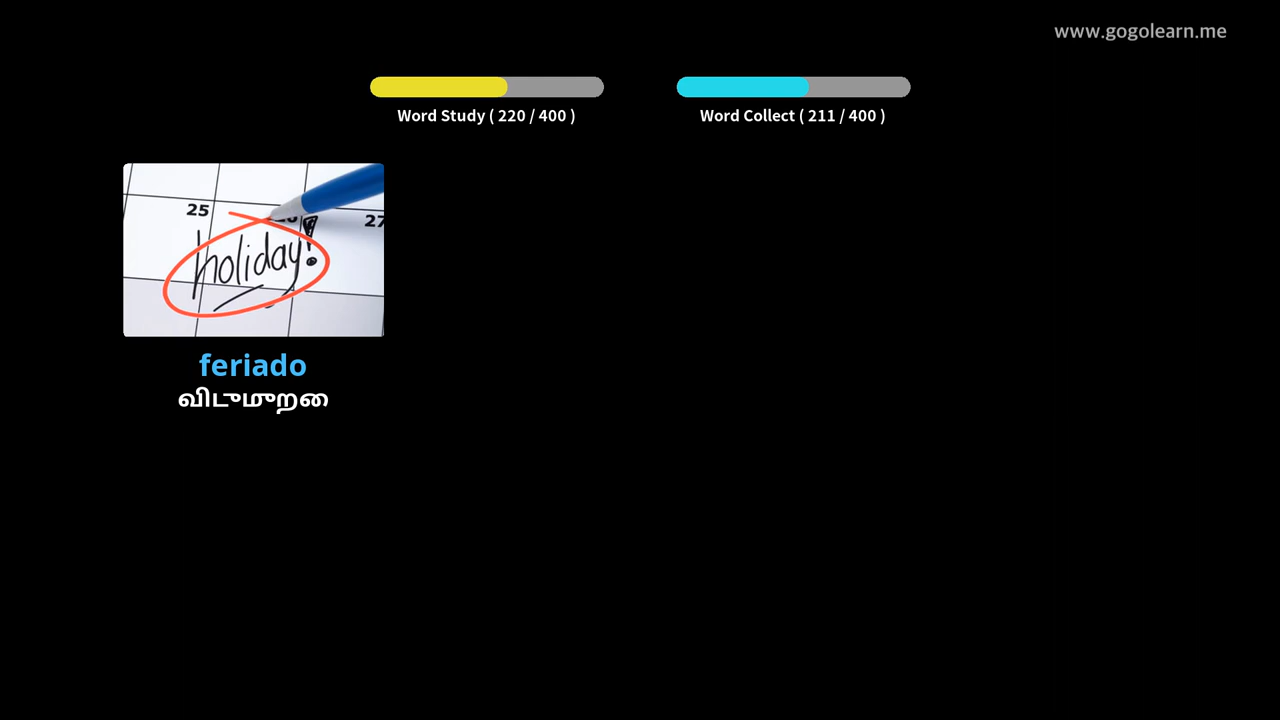 www.gogolearn.me
Word Study ( 220 / 400 )
Word Collect ( 211 / 400 )
25
27
holiday!
feriado
விடுமுறை